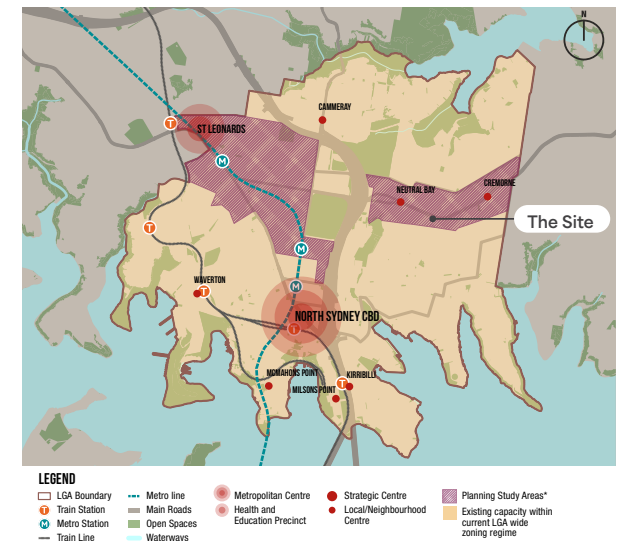 N
CAMMERAY
T
ST LEONARDS
M
NEUTRAL BAY
CREMORNE
The Site
T
M
WAVERTON
T
M
NORTH SYDNEY CBD
T
MCMAHONS POINT
KIRRIBILLI
T
MILSONS POINT
LEGEND
LGA Boundary
T Train Station
M Metro Station
Train Line
Metro line
Main Roads
Open Spaces
Waterways
Metropolitan Centre
Health and
Education Precinct
Strategic Centre
Local/Neighbourhood
Centre
Planning Study Areas*
Existing capacity within
current LGA wide
zoning regime